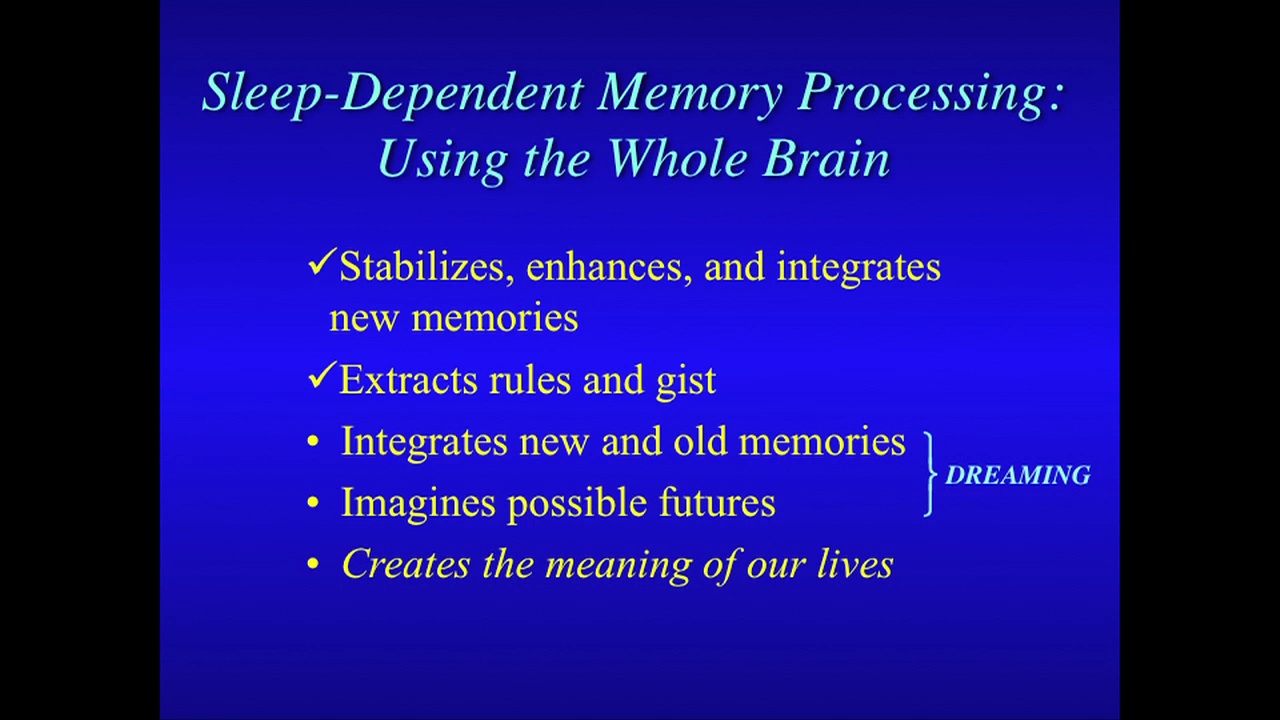 Sleep-Dependent Memory Processing:
Using the Whole Brain
✓Stabilizes, enhances, and integrates
new memories
✓Extracts rules and gist
• Integrates new and old memories
DREAMING
• Imagines possible futures
• Creates the meaning of our lives